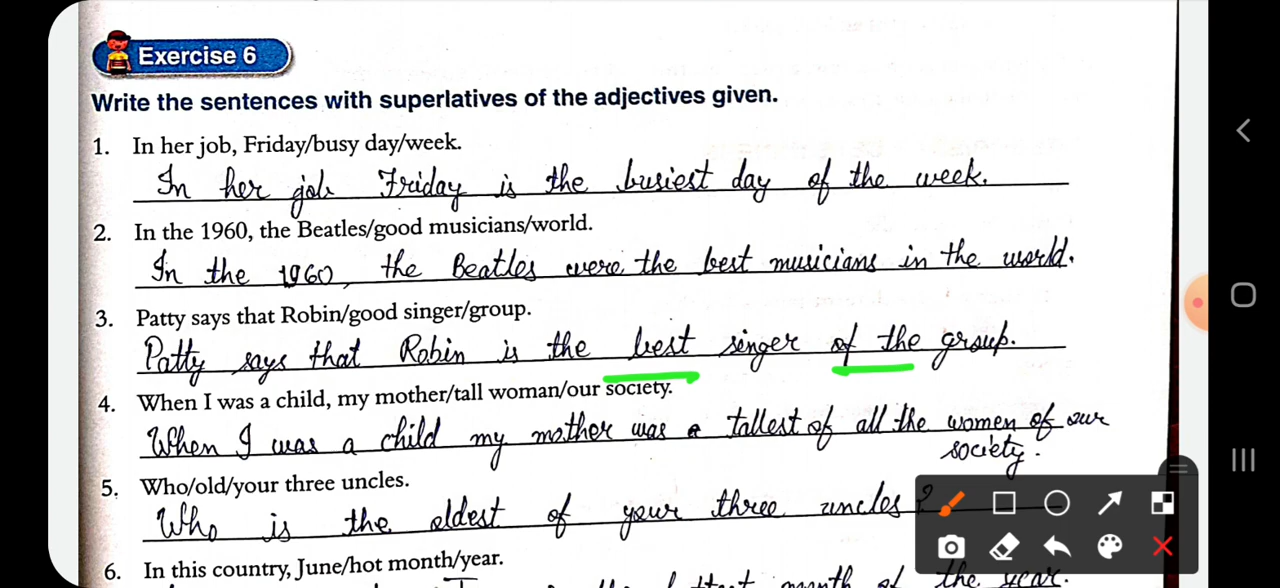 Exercise 6
Write the sentences with superlatives of the adjectives given.
1. In her job, Friday/busy day/week.
In her job Friday is the busiest day of the week.
2. In the 1960, the Beatles/good musicians/world.
In the 1960, the Beatles were the best musicians in the world.
3. Patty says that Robin/good singer/group.
Patty says that Robin is the best singer of the group.
4. When I was a child, my mother/tall woman/our society.
When I was a child my mother was a tallest of all the women of our
society.
5. Who/old/your three uncles.
Who is the eldest of your three uncles?
6. In this country, June/hot month/year.
month of the year.